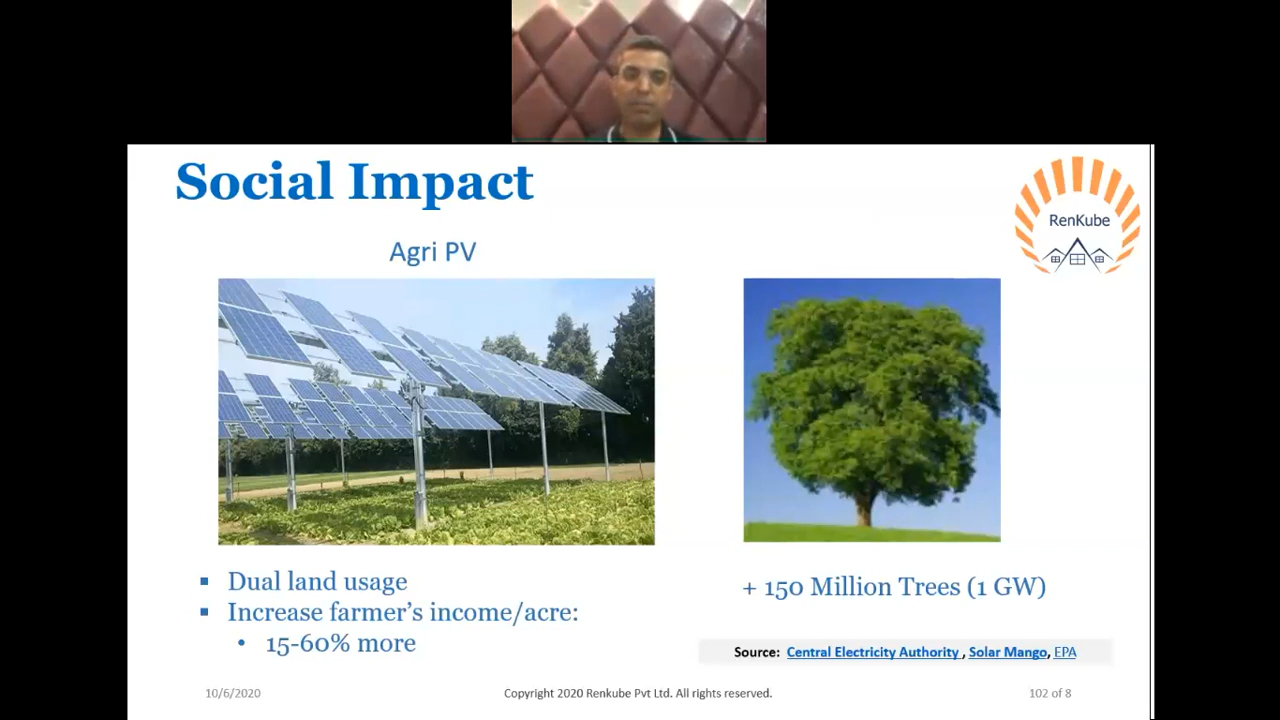 Social Impact
RenKube
Agri PV
▪ Dual land usage
▪ Increase farmer's income/acre:
• 15-60% more
+ 150 Million Trees (1 GW)
Source: Central Electricity Authority , Solar Mango, EPA
10/6/2020
Copyright 2020 Renkube Pvt Ltd. All rights reserved.
102 of 8